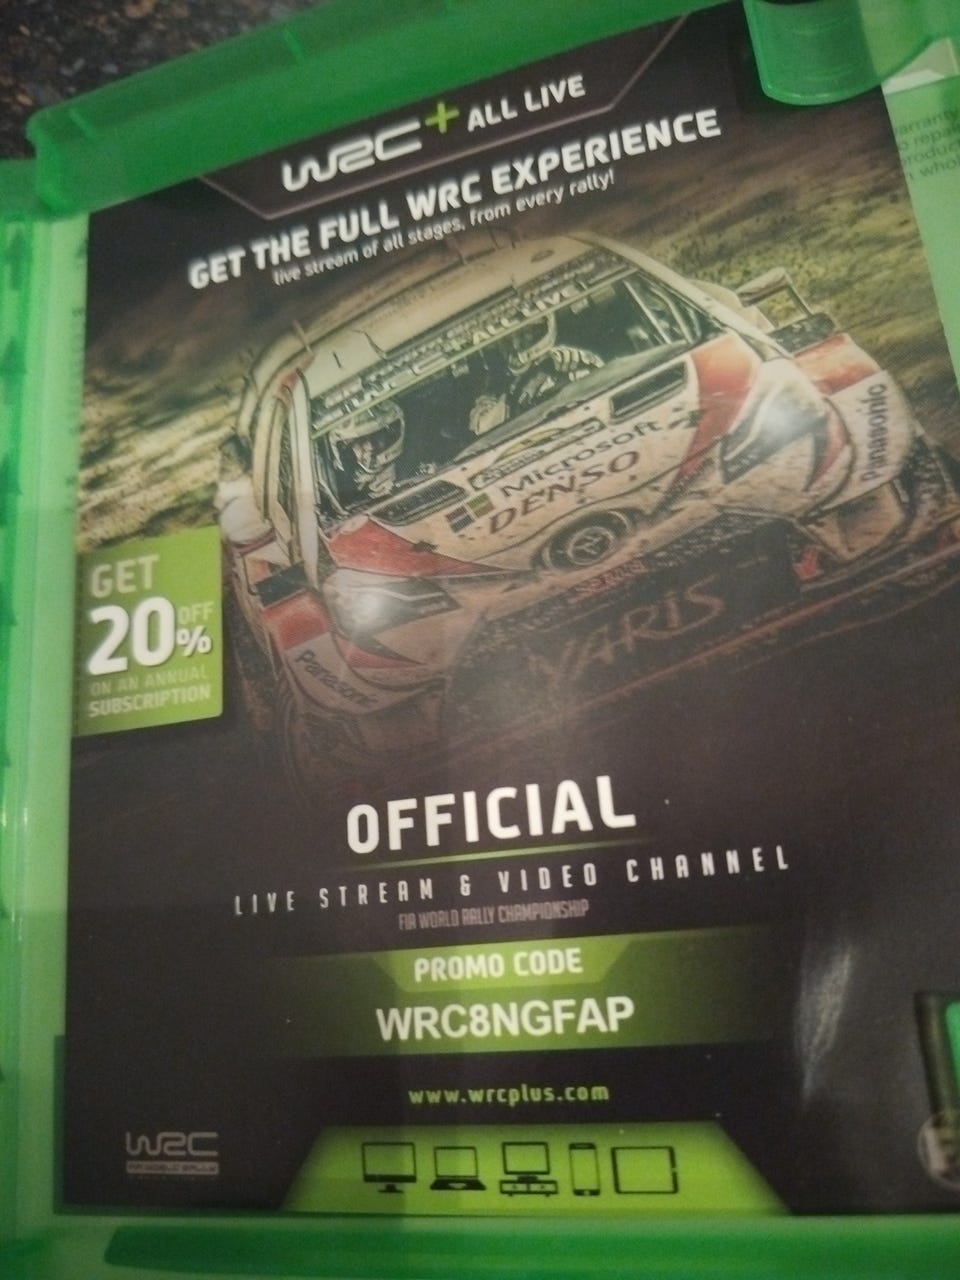 WRC+ ALL LIVE
GET THE FULL WRC EXPERIENCE
live stream of all stages, from every rally!
Microsoft
DENSO
Panasonic
YARIS
Panasonic
GET
20% OFF
ON AN ANNUAL
SUBSCRIPTION
OFFICIAL
LIVE STREAM & VIDEO CHANNEL
FIA WORLD RALLY CHAMPIONSHIP
PROMO CODE
WRC8NGFAP
www.wrcplus.com
WRC